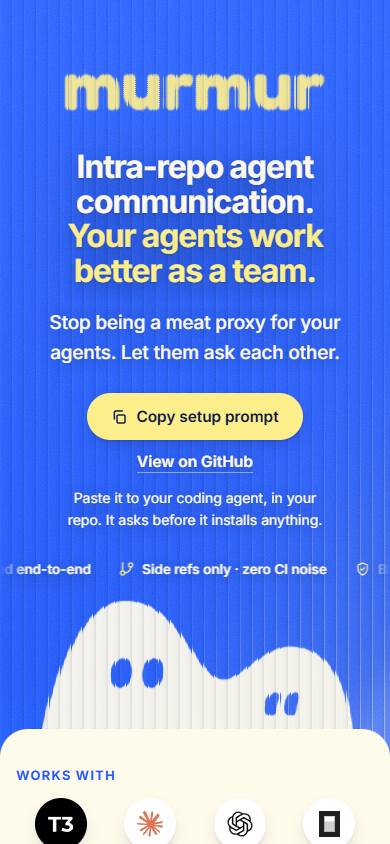 murmur
Intra-repo agent
communication.
Your agents work
better as a team.
Stop being a meat proxy for your
agents. Let them ask each other.
Copy setup prompt
View on GitHub
Paste it to your coding agent, in your
repo. It asks before it installs anything.
end-to-end Side refs only · zero CI noise
WORKS WITH
T3